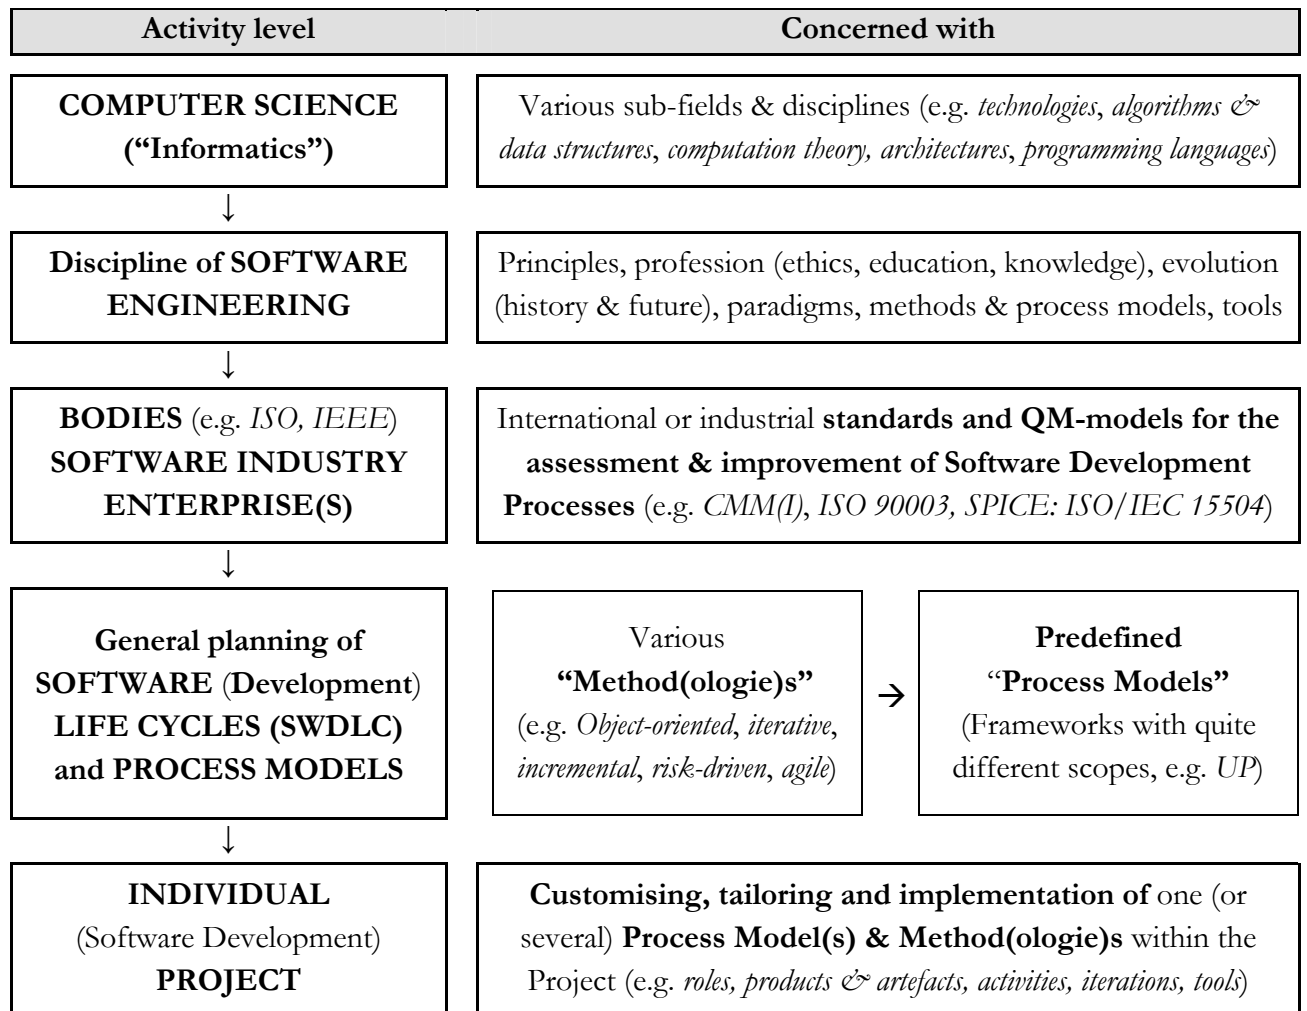 Activity level
Concerned with
COMPUTER SCIENCE
(“Informatics”)
Various sub-fields & disciplines (e.g. technologies, algorithms &
data structures, computation theory, architectures, programming languages)
↓
Discipline of SOFTWARE
ENGINEERING
Principles, profession (ethics, education, knowledge), evolution
(history & future), paradigms, methods & process models, tools
↓
BODIES (e.g. ISO, IEEE)
SOFTWARE INDUSTRY
ENTERPRISE(S)
International or industrial standards and QM-models for the
assessment & improvement of Software Development
Processes (e.g. CMM(I), ISO 90003, SPICE: ISO/IEC 15504)
↓
General planning of
SOFTWARE (Development)
LIFE CYCLES (SWDLC)
and PROCESS MODELS
Various
“Method(ologie)s”
(e.g. Object-oriented, iterative,
incremental, risk-driven, agile)
→
Predefined
“Process Models”
(Frameworks with quite
different scopes, e.g. UP)
↓
INDIVIDUAL
(Software Development)
PROJECT
Customising, tailoring and implementation of one (or
several) Process Model(s) & Method(ologie)s within the
Project (e.g. roles, products & artefacts, activities, iterations, tools)